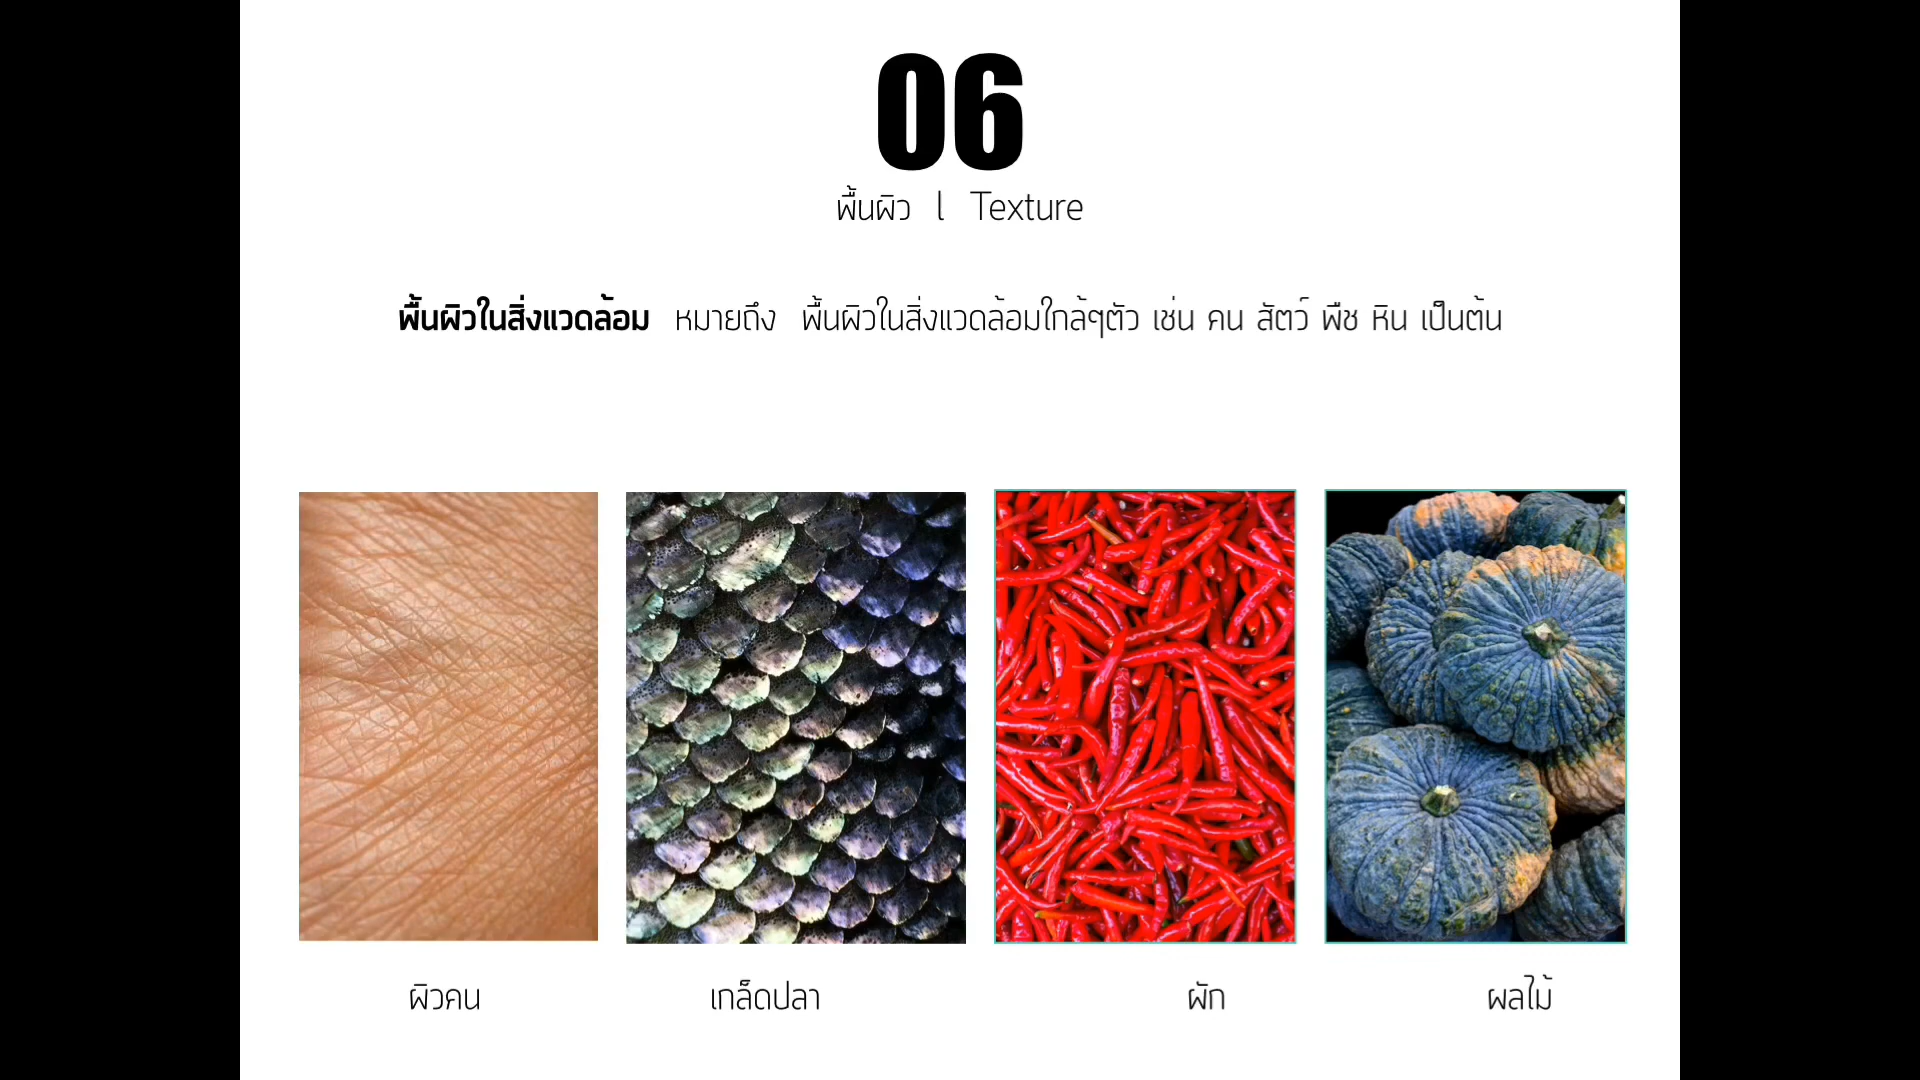 06
พื้นผิว l Texture
พื้นผิวในสิ่งแวดล้อม หมายถึง พื้นผิวในสิ่งแวดล้อมใกล้ๆตัว เช่น คน สัตว์ พืช หิน เป็นต้น
ผิวคน เกล็ดปลา ผัก ผลไม้